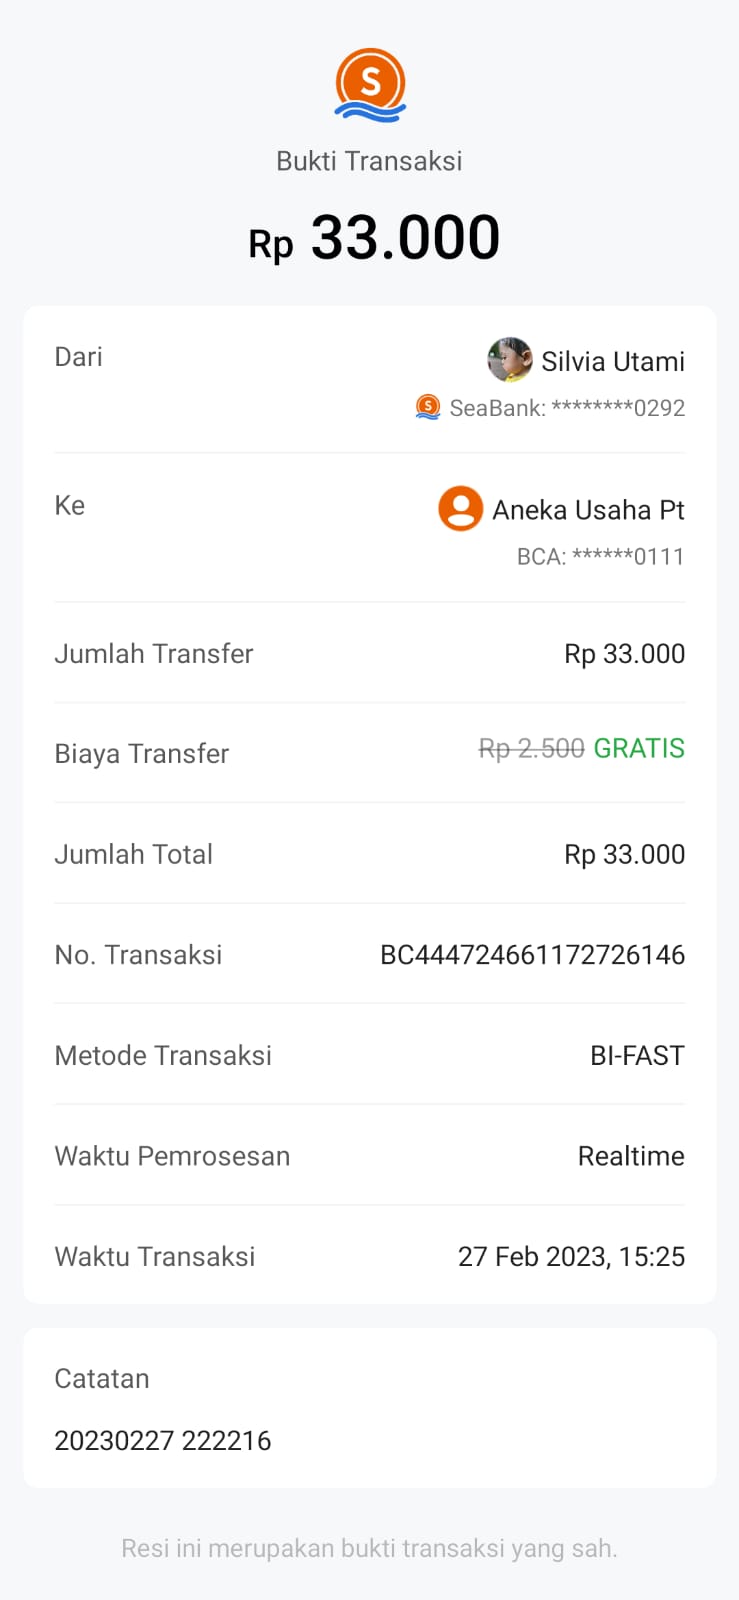 S
Bukti Transaksi
Rp 33.000
Dari
Silvia Utami
SeaBank: ********0292
Ke
Aneka Usaha Pt
BCA: ******0111
Jumlah Transfer
Rp 33.000
Biaya Transfer
Rp 2.500 GRATIS
Jumlah Total
Rp 33.000
No. Transaksi
BC444724661172726146
Metode Transaksi
BI-FAST
Waktu Pemrosesan
Realtime
Waktu Transaksi
27 Feb 2023, 15:25
Catatan
20230227 222216
Resi ini merupakan bukti transaksi yang sah.